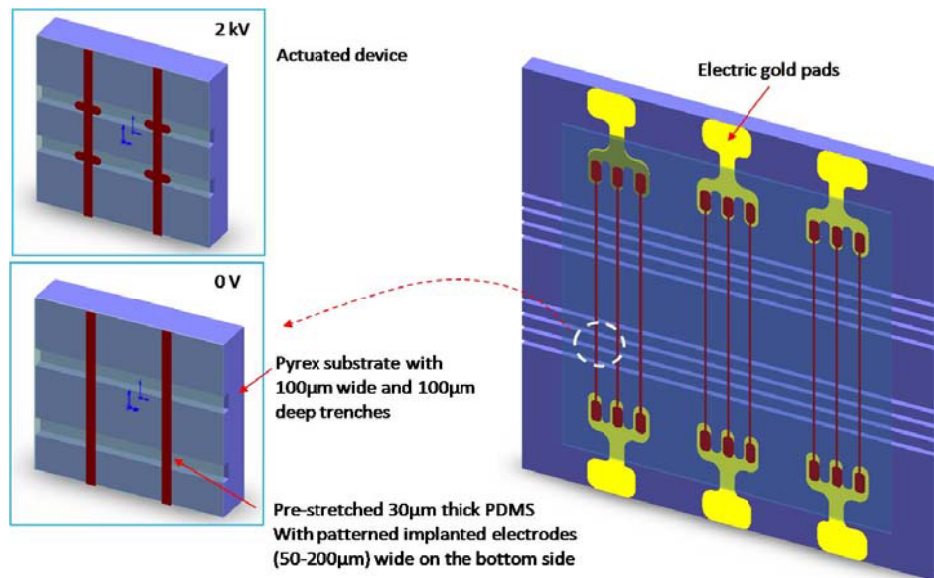 2 kV
Actuated device
Electric gold pads
0 V
Pyrex substrate with
100µm wide and 100µm
deep trenches
Pre-stretched 30µm thick PDMS
With patterned implanted electrodes
(50-200µm) wide on the bottom side